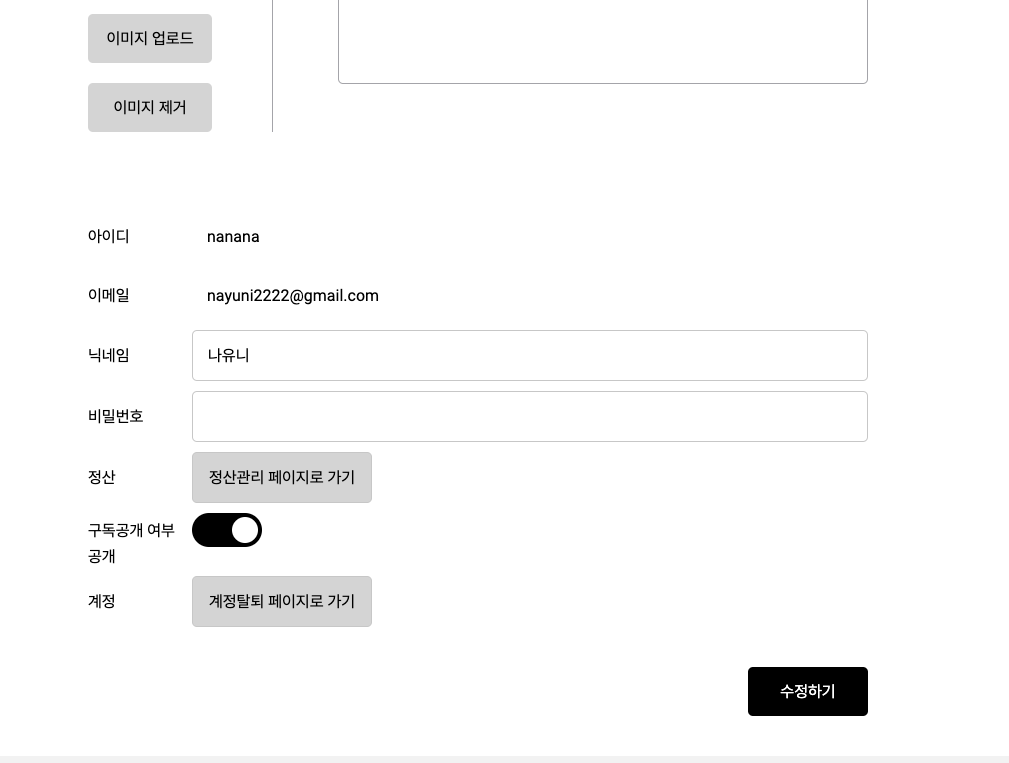 이미지 업로드
이미지 제거
아이디 nanana
이메일 nayuni2222@gmail.com
닉네임 나유니
비밀번호
정산 정산관리 페이지로 가기
구독공개 여부
공개
계정 계정탈퇴 페이지로 가기
수정하기